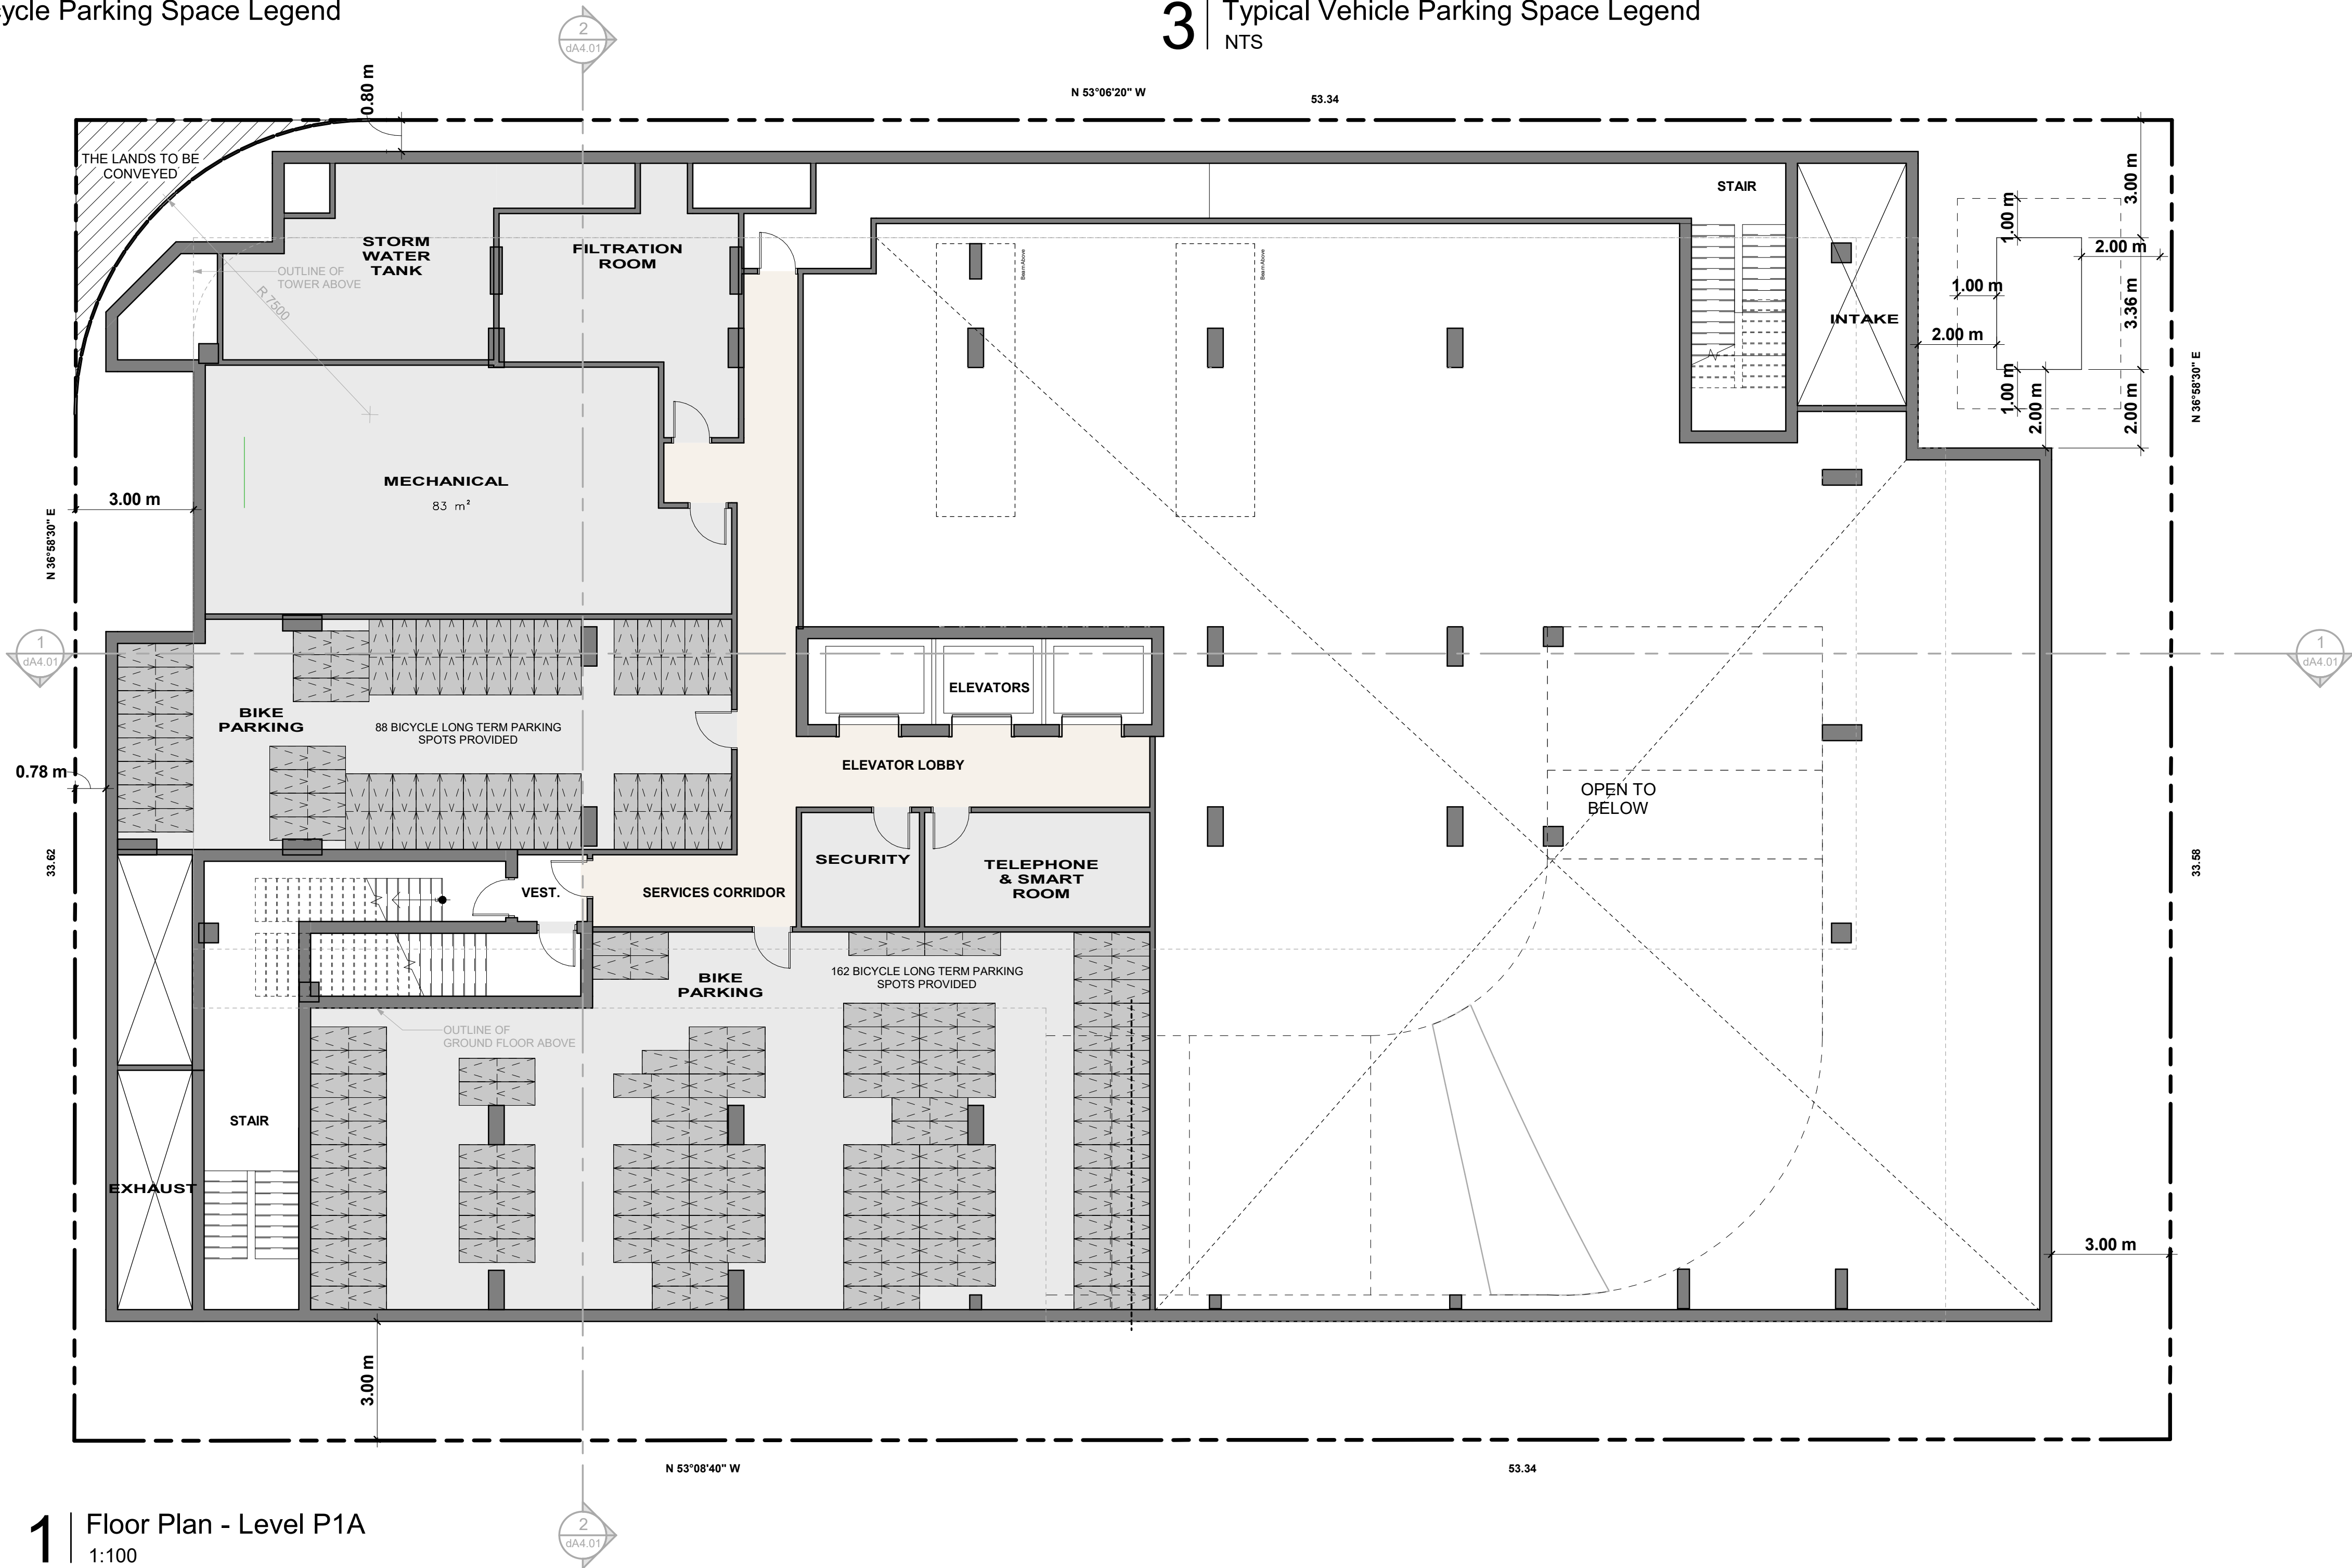 cycle Parking Space Legend
3
Typical Vehicle Parking Space Legend
NTS
2
dA4.01
0.80 m
N 53°06'20" W
53.34
THE LANDS TO BE
CONVEYED
STORM
WATER
TANK
FILTRATION
ROOM
STAIR
OUTLINE OF
TOWER ABOVE
R 7500
Beam Above
Beam Above
INTAKE
1.00 m
3.00 m
2.00 m
1.00 m
3.36 m
2.00 m
1.00 m
2.00 m
2.00 m
N 36°58'30" E
MECHANICAL
83 m²
3.00 m
N 36°58'30" E
1
dA4.01
1
dA4.01
BIKE
PARKING
88 BICYCLE LONG TERM PARKING
SPOTS PROVIDED
ELEVATORS
ELEVATOR LOBBY
0.78 m
OPEN TO
BELOW
33.62
33.58
VEST.
SERVICES CORRIDOR
SECURITY
TELEPHONE
& SMART
ROOM
BIKE
PARKING
162 BICYCLE LONG TERM PARKING
SPOTS PROVIDED
OUTLINE OF
GROUND FLOOR ABOVE
STAIR
EXHAUST
3.00 m
3.00 m
N 53°08'40" W
53.34
1
Floor Plan - Level P1A
1:100
2
dA4.01